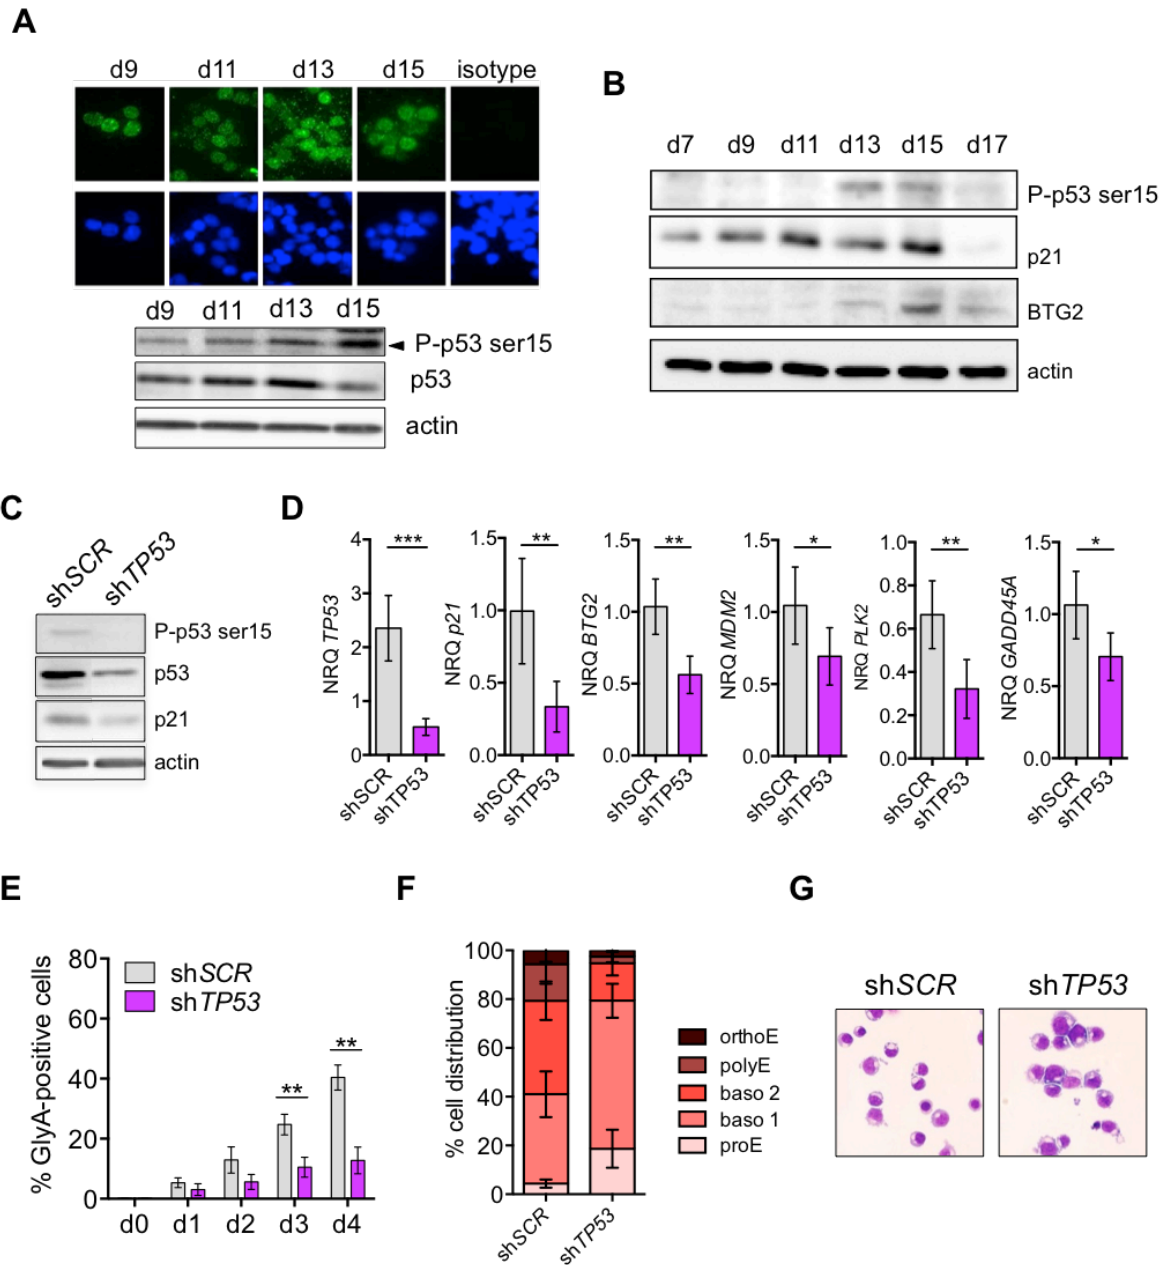 A
d9 d11 d13 d15 isotype
d9 d11 d13 d15
P-p53 ser15
p53
actin
B
d7 d9 d11 d13 d15 d17
P-p53 ser15
p21
BTG2
actin
C
shSCR shTP53
P-p53 ser15
p53
p21
actin
D
NRQ TP53
4
3
2
1
0
***
shSCR shTP53
NRQ p21
1.5
1.0
0.5
0.0
**
shSCR shTP53
NRQ BTG2
1.5
1.0
0.5
0.0
**
shSCR shTP53
NRQ MDM2
1.5
1.0
0.5
0.0
*
shSCR shTP53
NRQ PLK2
1.0
0.8
0.6
0.4
0.2
0.0
**
shSCR shTP53
NRQ GADD45A
1.5
1.0
0.5
0.0
*
shSCR shTP53
E
% GlyA-positive cells
80
60
40
20
0
shSCR
shTP53
**
**
d0 d1 d2 d3 d4
F
% cell distribution
100
80
60
40
20
0
shSCR shTP53
orthoE
polyE
baso 2
baso 1
proE
G
shSCR shTP53